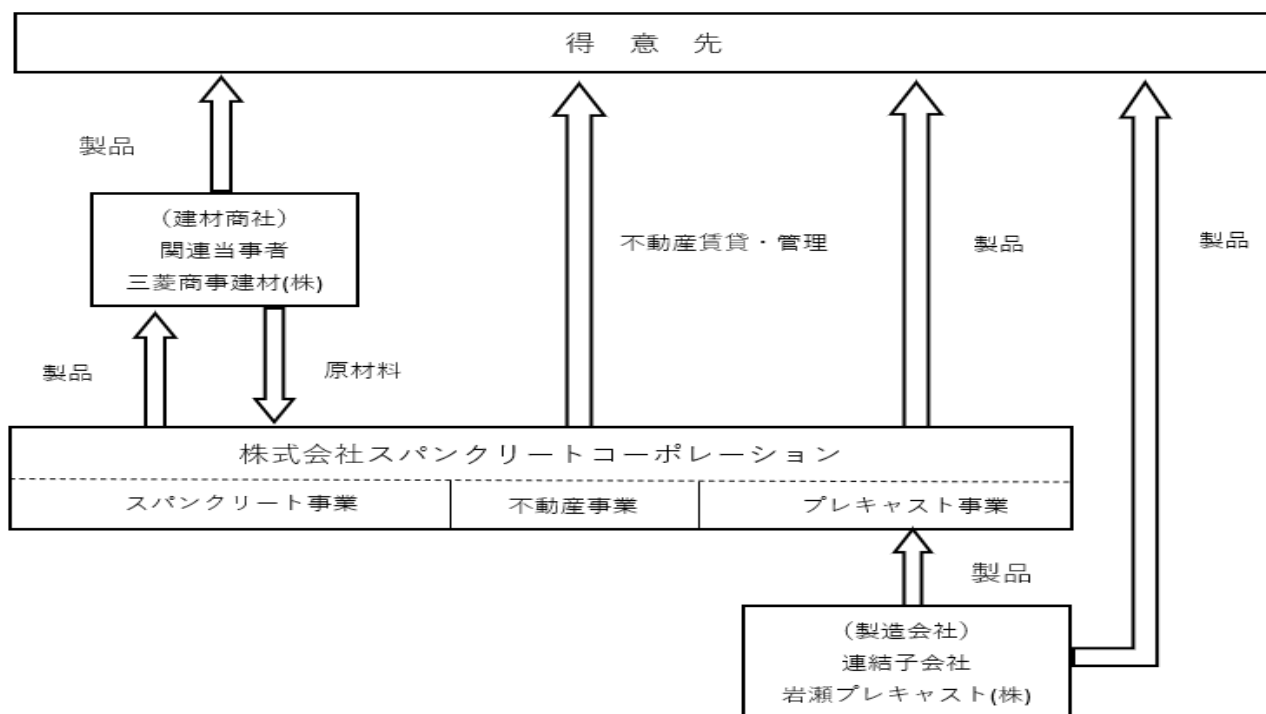 得 意 先
製品
(建材商社)
関連当事者
三菱商事建材(株)
不動産賃貸・管理
製品
製品
製品
原材料
株式会社スパンクリートコーポレーション
スパンクリート事業
不動産事業
プレキャスト事業
製品
(製造会社)
連結子会社
岩瀬プレキャスト(株)